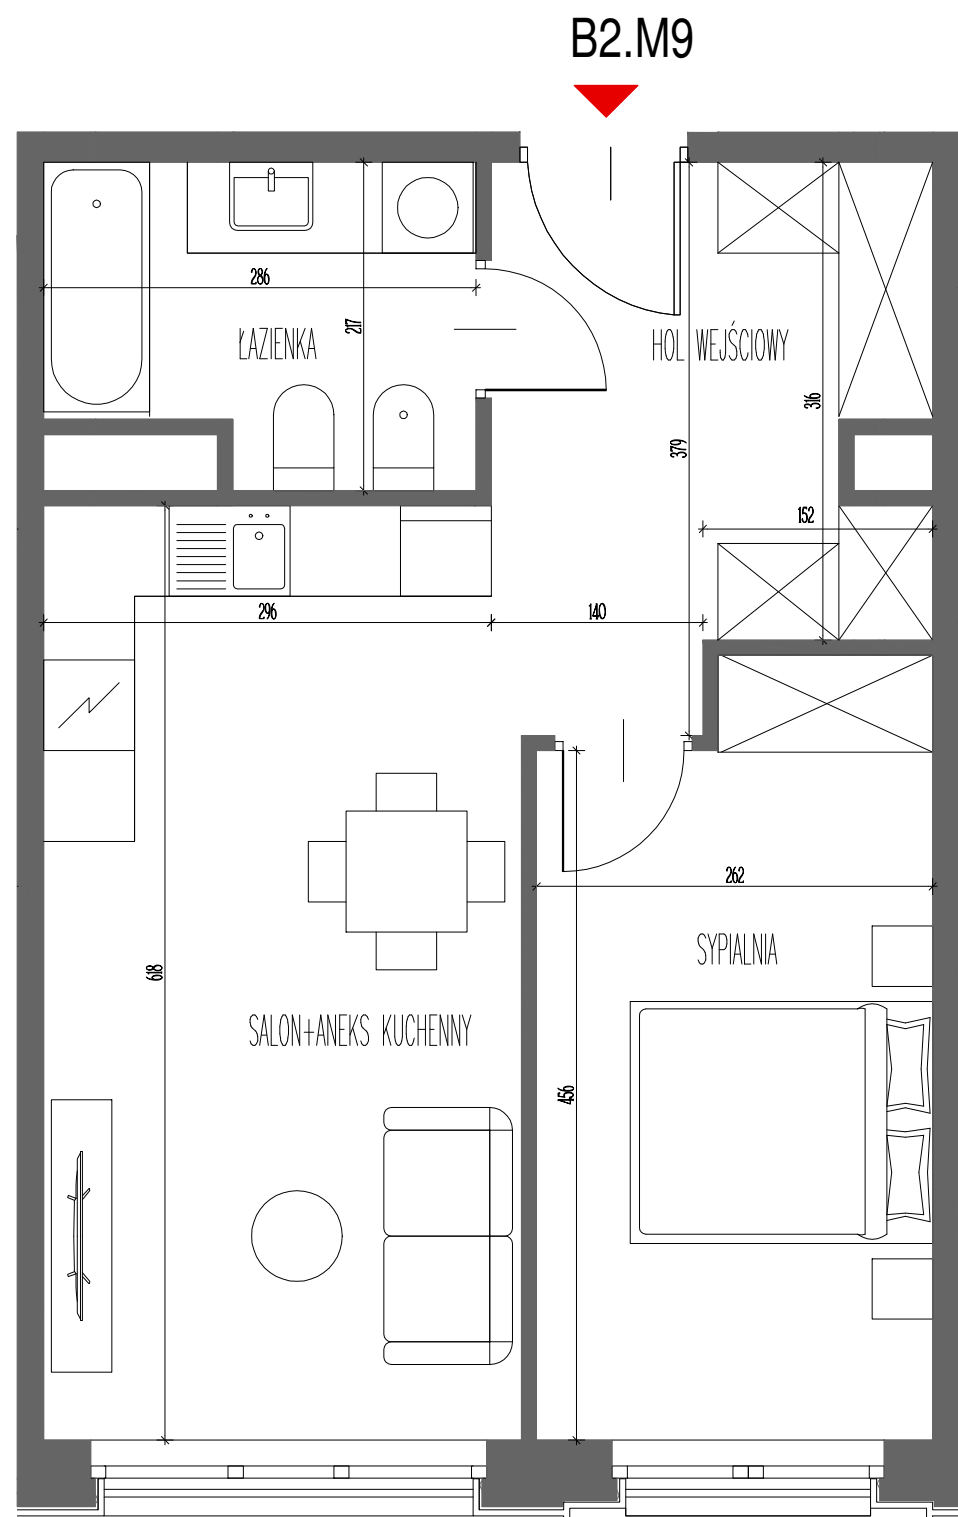 B2.M9
286
217
ŁAZIENKA
HOL WEJŚCIOWY
316
379
152
296
140
262
SYPIALNIA
618
SALON+ANEKS KUCHENNY
456